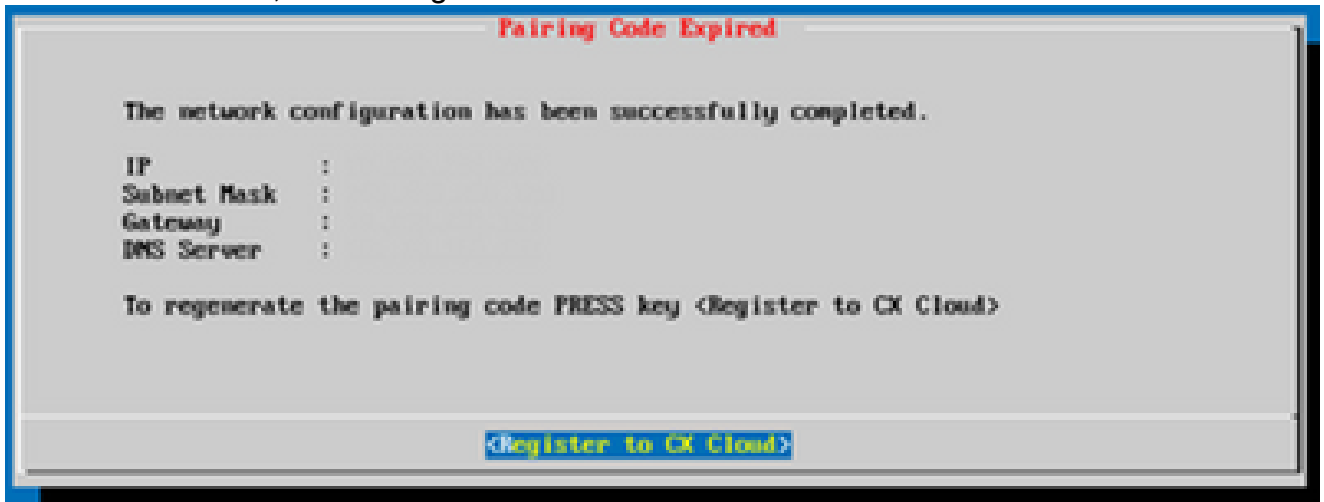 Pairing Code Expired
The network configuration has been successfully completed.
IP :
Subnet Mask :
Gateway :
DNS Server :
To regenerate the pairing code PRESS key <Register to CX Cloud>
<Register to CX Cloud>